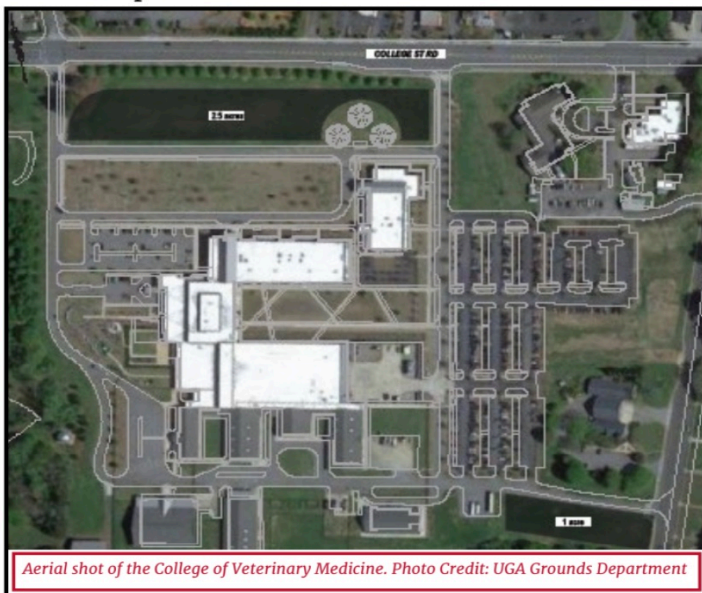 COLLEGE ST RD
2.5 acres
1 acre
Aerial shot of the College of Veterinary Medicine. Photo Credit: UGA Grounds Department